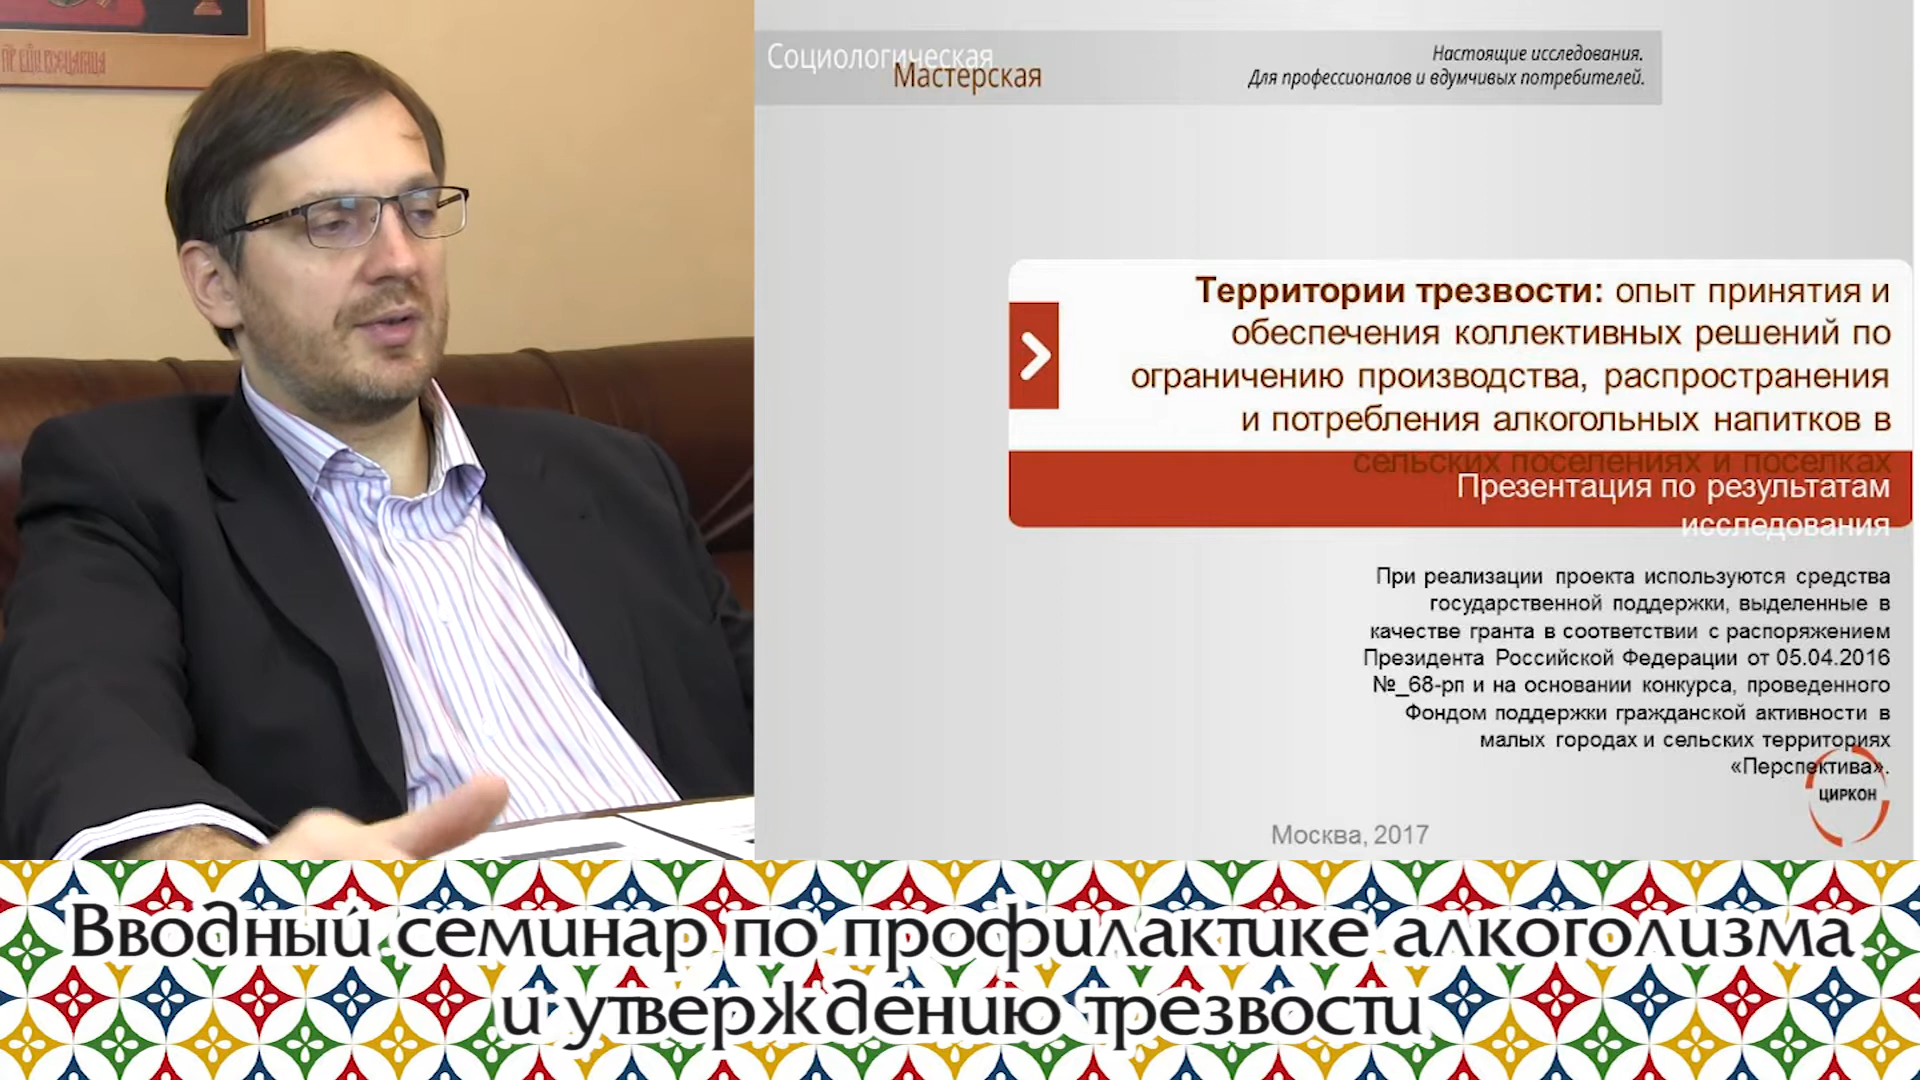 Социологическая
Мастерская
Настоящие исследования.
Для профессионалов и вдумчивых потребителей.
Территории трезвости: опыт принятия и
обеспечения коллективных решений по
ограничению производства, распространения
и потребления алкогольных напитков в
сельских поселениях и поселках
Презентация по результатам
исследования
При реализации проекта используются средства
государственной поддержки, выделенные в
качестве гранта в соответствии с распоряжением
Президента Российской Федерации от 05.04.2016
№_68-рп и на основании конкурса, проведенного
Фондом поддержки гражданской активности в
малых городах и сельских территориях
«Перспектива».
ЦИРКОН
Москва, 2017
Вводный семинар по профилактике алкоголизма
и утверждению трезвости